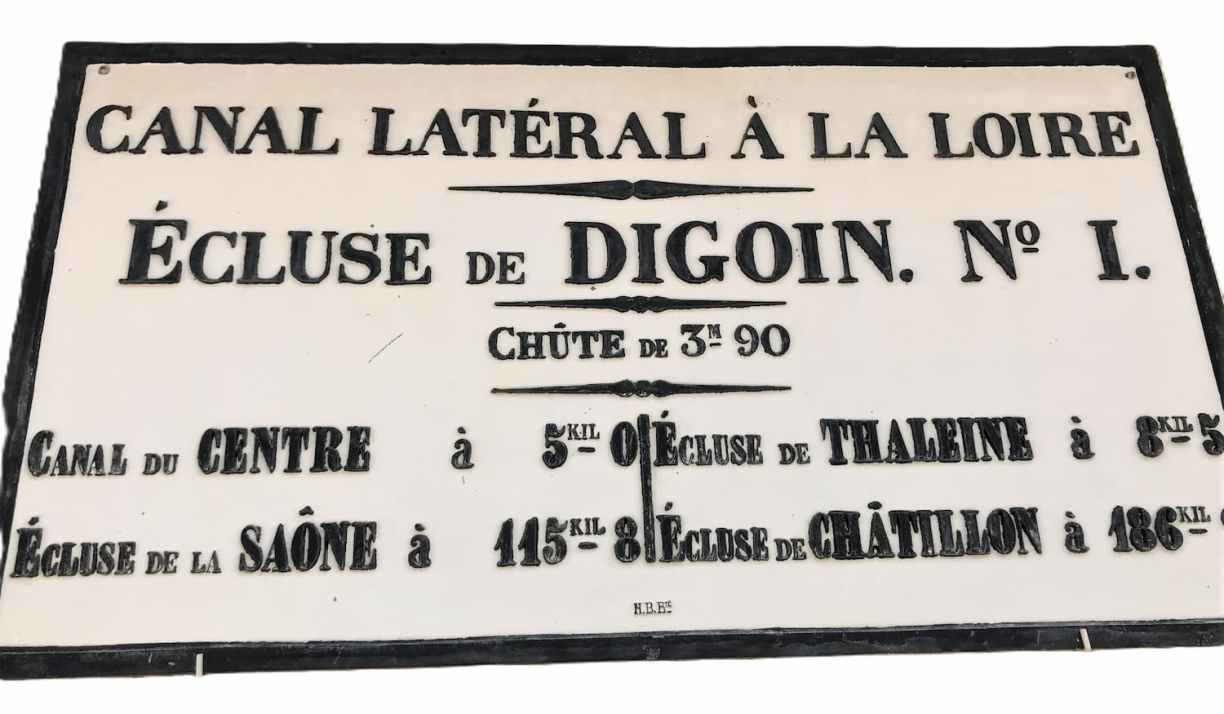 CANAL LATÉRAL À LA LOIRE
ÉCLUSE DE DIGOIN. Nº I.
CHÛTE DE 3ᴹ 90
CANAL DU CENTRE à 5ᴷᴵᴸ 0
ÉCLUSE DE LA SAÔNE à 115ᴷᴵᴸ 8
ÉCLUSE DE THALEINE à 8ᴷᴵᴸ 5
ÉCLUSE DE CHÂTILLON à 186ᴷᴵᴸ